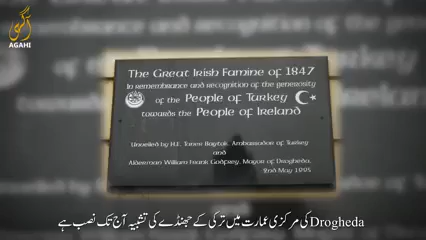 آگہی
AGAHI
The Great Irish Famine of 1847
In remembrance and recognition of the generosity
of the People of Turkey
towards the People of Ireland
Unveiled by H.E. Taner Baytok, Ambassador of Turkey
and
Alderman William Frank Godfrey, Mayor of Drogheda.
2nd May 1995
Drogheda کی مرکزی عمارت میں ترکی کے جھنڈے کی تشبیہ آج تک نصب ہے